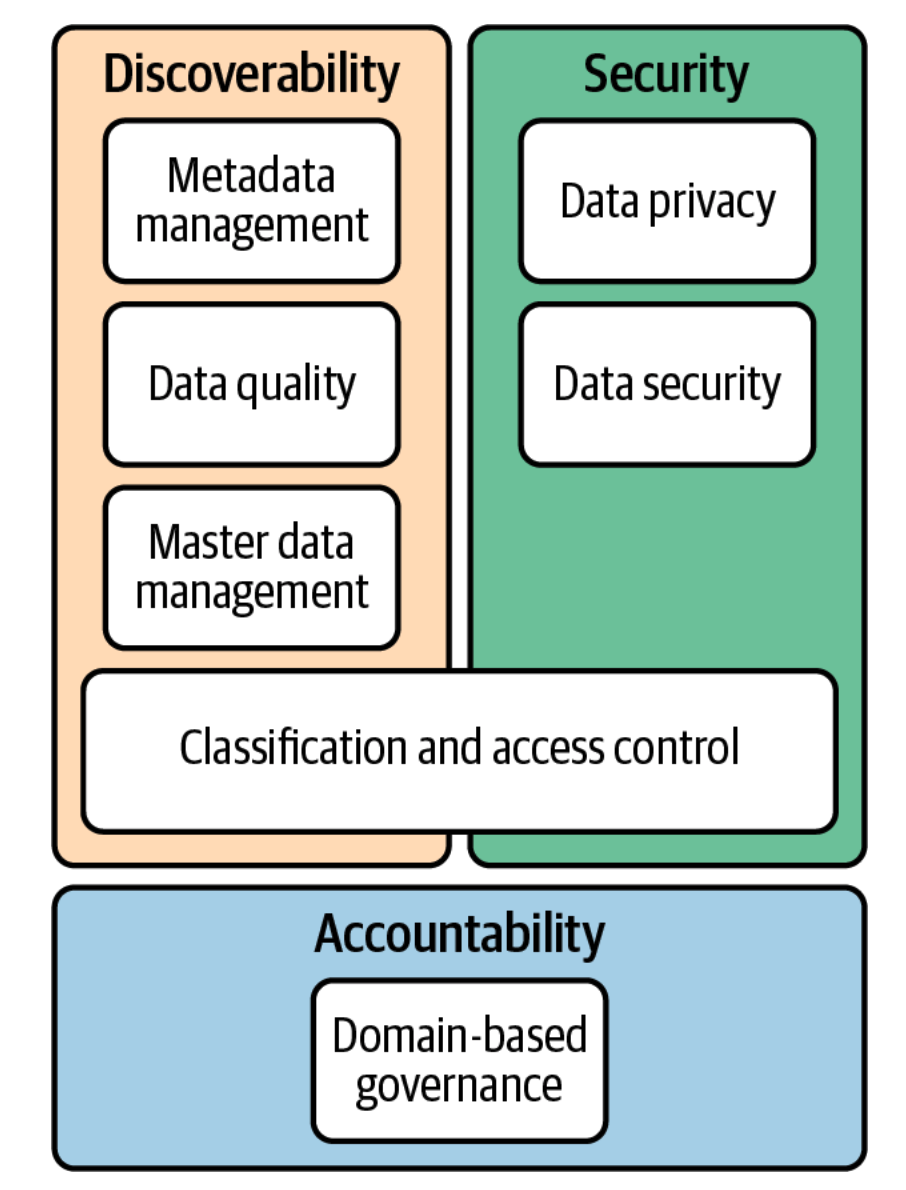 Discoverability
Metadata
management
Data quality
Master data
management
Security
Data privacy
Data security
Classification and access control
Accountability
Domain-based
governance